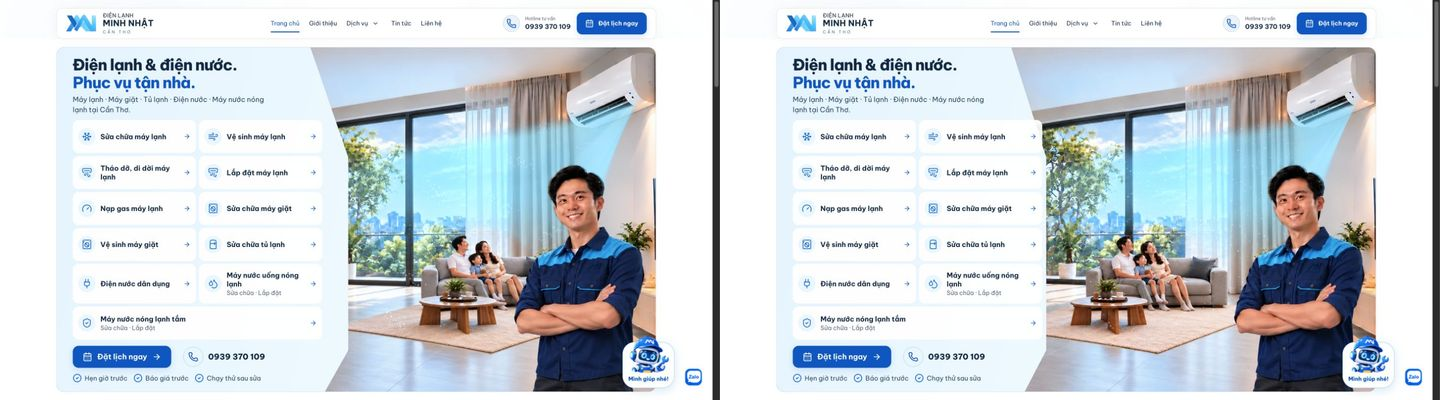 ĐIỆN LẠNH
MINH NHẬT
CẦN THƠ
Trang chủ
Giới thiệu
Dịch vụ
Tin tức
Liên hệ
Hotline tư vấn
0939 370 109
Đặt lịch ngay
Điện lạnh & điện nước.
Phục vụ tận nhà.
Máy lạnh · Máy giặt · Tủ lạnh · Điện nước · Máy nước nóng
lạnh tại Cần Thơ.
Sửa chữa máy lạnh
Vệ sinh máy lạnh
Tháo dỡ, di dời máy
lạnh
Lắp đặt máy lạnh
Nạp gas máy lạnh
Sửa chữa máy giặt
Vệ sinh máy giặt
Sửa chữa tủ lạnh
Điện nước dân dụng
Máy nước uống nóng
lạnh
Sửa chữa · Lắp đặt
Máy nước nóng lạnh tắm
Sửa chữa · Lắp đặt
Đặt lịch ngay
0939 370 109
Hẹn giờ trước
Báo giá trước
Chạy thử sau sửa
Minh giúp nhé!
Zalo
ĐIỆN LẠNH
MINH NHẬT
CẦN THƠ
Trang chủ
Giới thiệu
Dịch vụ
Tin tức
Liên hệ
Hotline tư vấn
0939 370 109
Đặt lịch ngay
Điện lạnh & điện nước.
Phục vụ tận nhà.
Máy lạnh · Máy giặt · Tủ lạnh · Điện nước · Máy nước nóng
lạnh tại Cần Thơ.
Sửa chữa máy lạnh
Vệ sinh máy lạnh
Tháo dỡ, di dời máy
lạnh
Lắp đặt máy lạnh
Nạp gas máy lạnh
Sửa chữa máy giặt
Vệ sinh máy giặt
Sửa chữa tủ lạnh
Điện nước dân dụng
Máy nước uống nóng
lạnh
Sửa chữa · Lắp đặt
Máy nước nóng lạnh tắm
Sửa chữa · Lắp đặt
Đặt lịch ngay
0939 370 109
Hẹn giờ trước
Báo giá trước
Chạy thử sau sửa
Minh giúp nhé!
Zalo